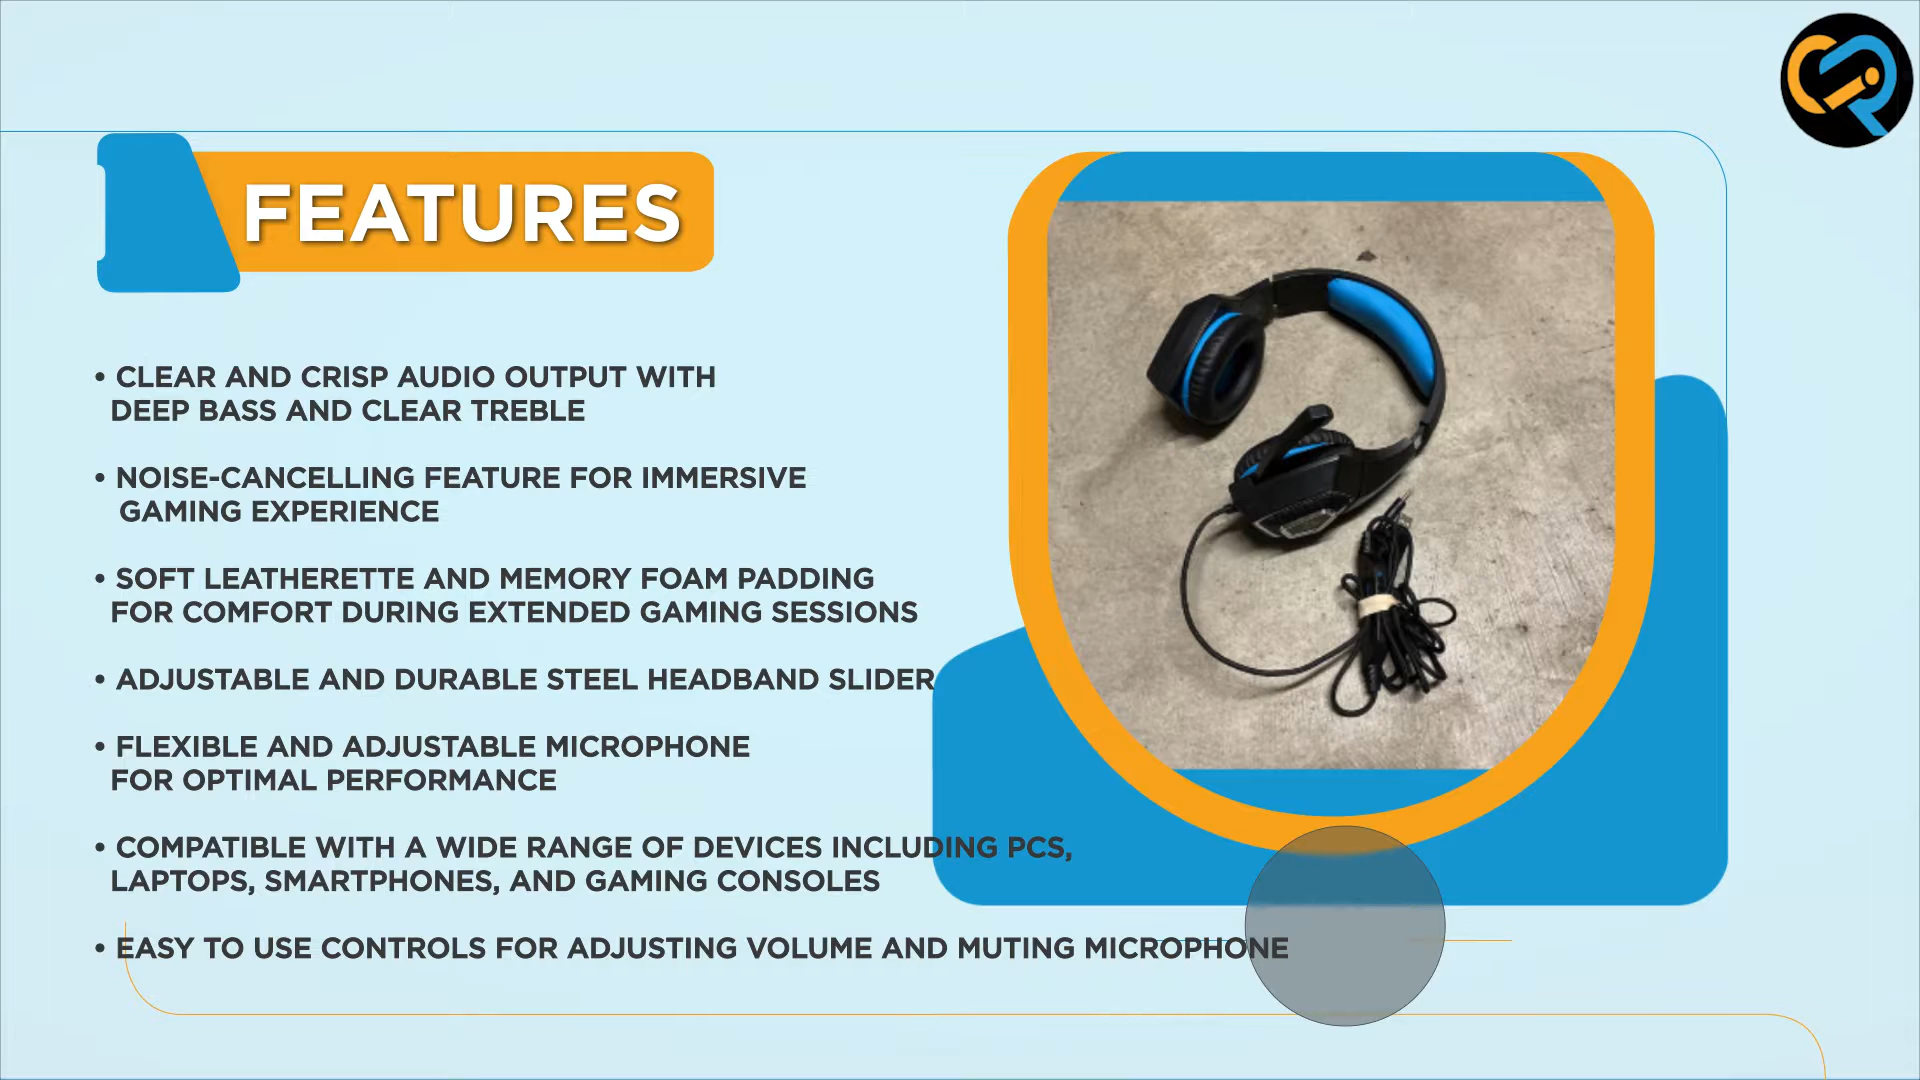 FEATURES
• CLEAR AND CRISP AUDIO OUTPUT WITH
DEEP BASS AND CLEAR TREBLE
• NOISE-CANCELLING FEATURE FOR IMMERSIVE
GAMING EXPERIENCE
• SOFT LEATHERETTE AND MEMORY FOAM PADDING
FOR COMFORT DURING EXTENDED GAMING SESSIONS
• ADJUSTABLE AND DURABLE STEEL HEADBAND SLIDER
• FLEXIBLE AND ADJUSTABLE MICROPHONE
FOR OPTIMAL PERFORMANCE
• COMPATIBLE WITH A WIDE RANGE OF DEVICES INCLUDING PCS,
LAPTOPS, SMARTPHONES, AND GAMING CONSOLES
• EASY TO USE CONTROLS FOR ADJUSTING VOLUME AND MUTING MICROPHONE